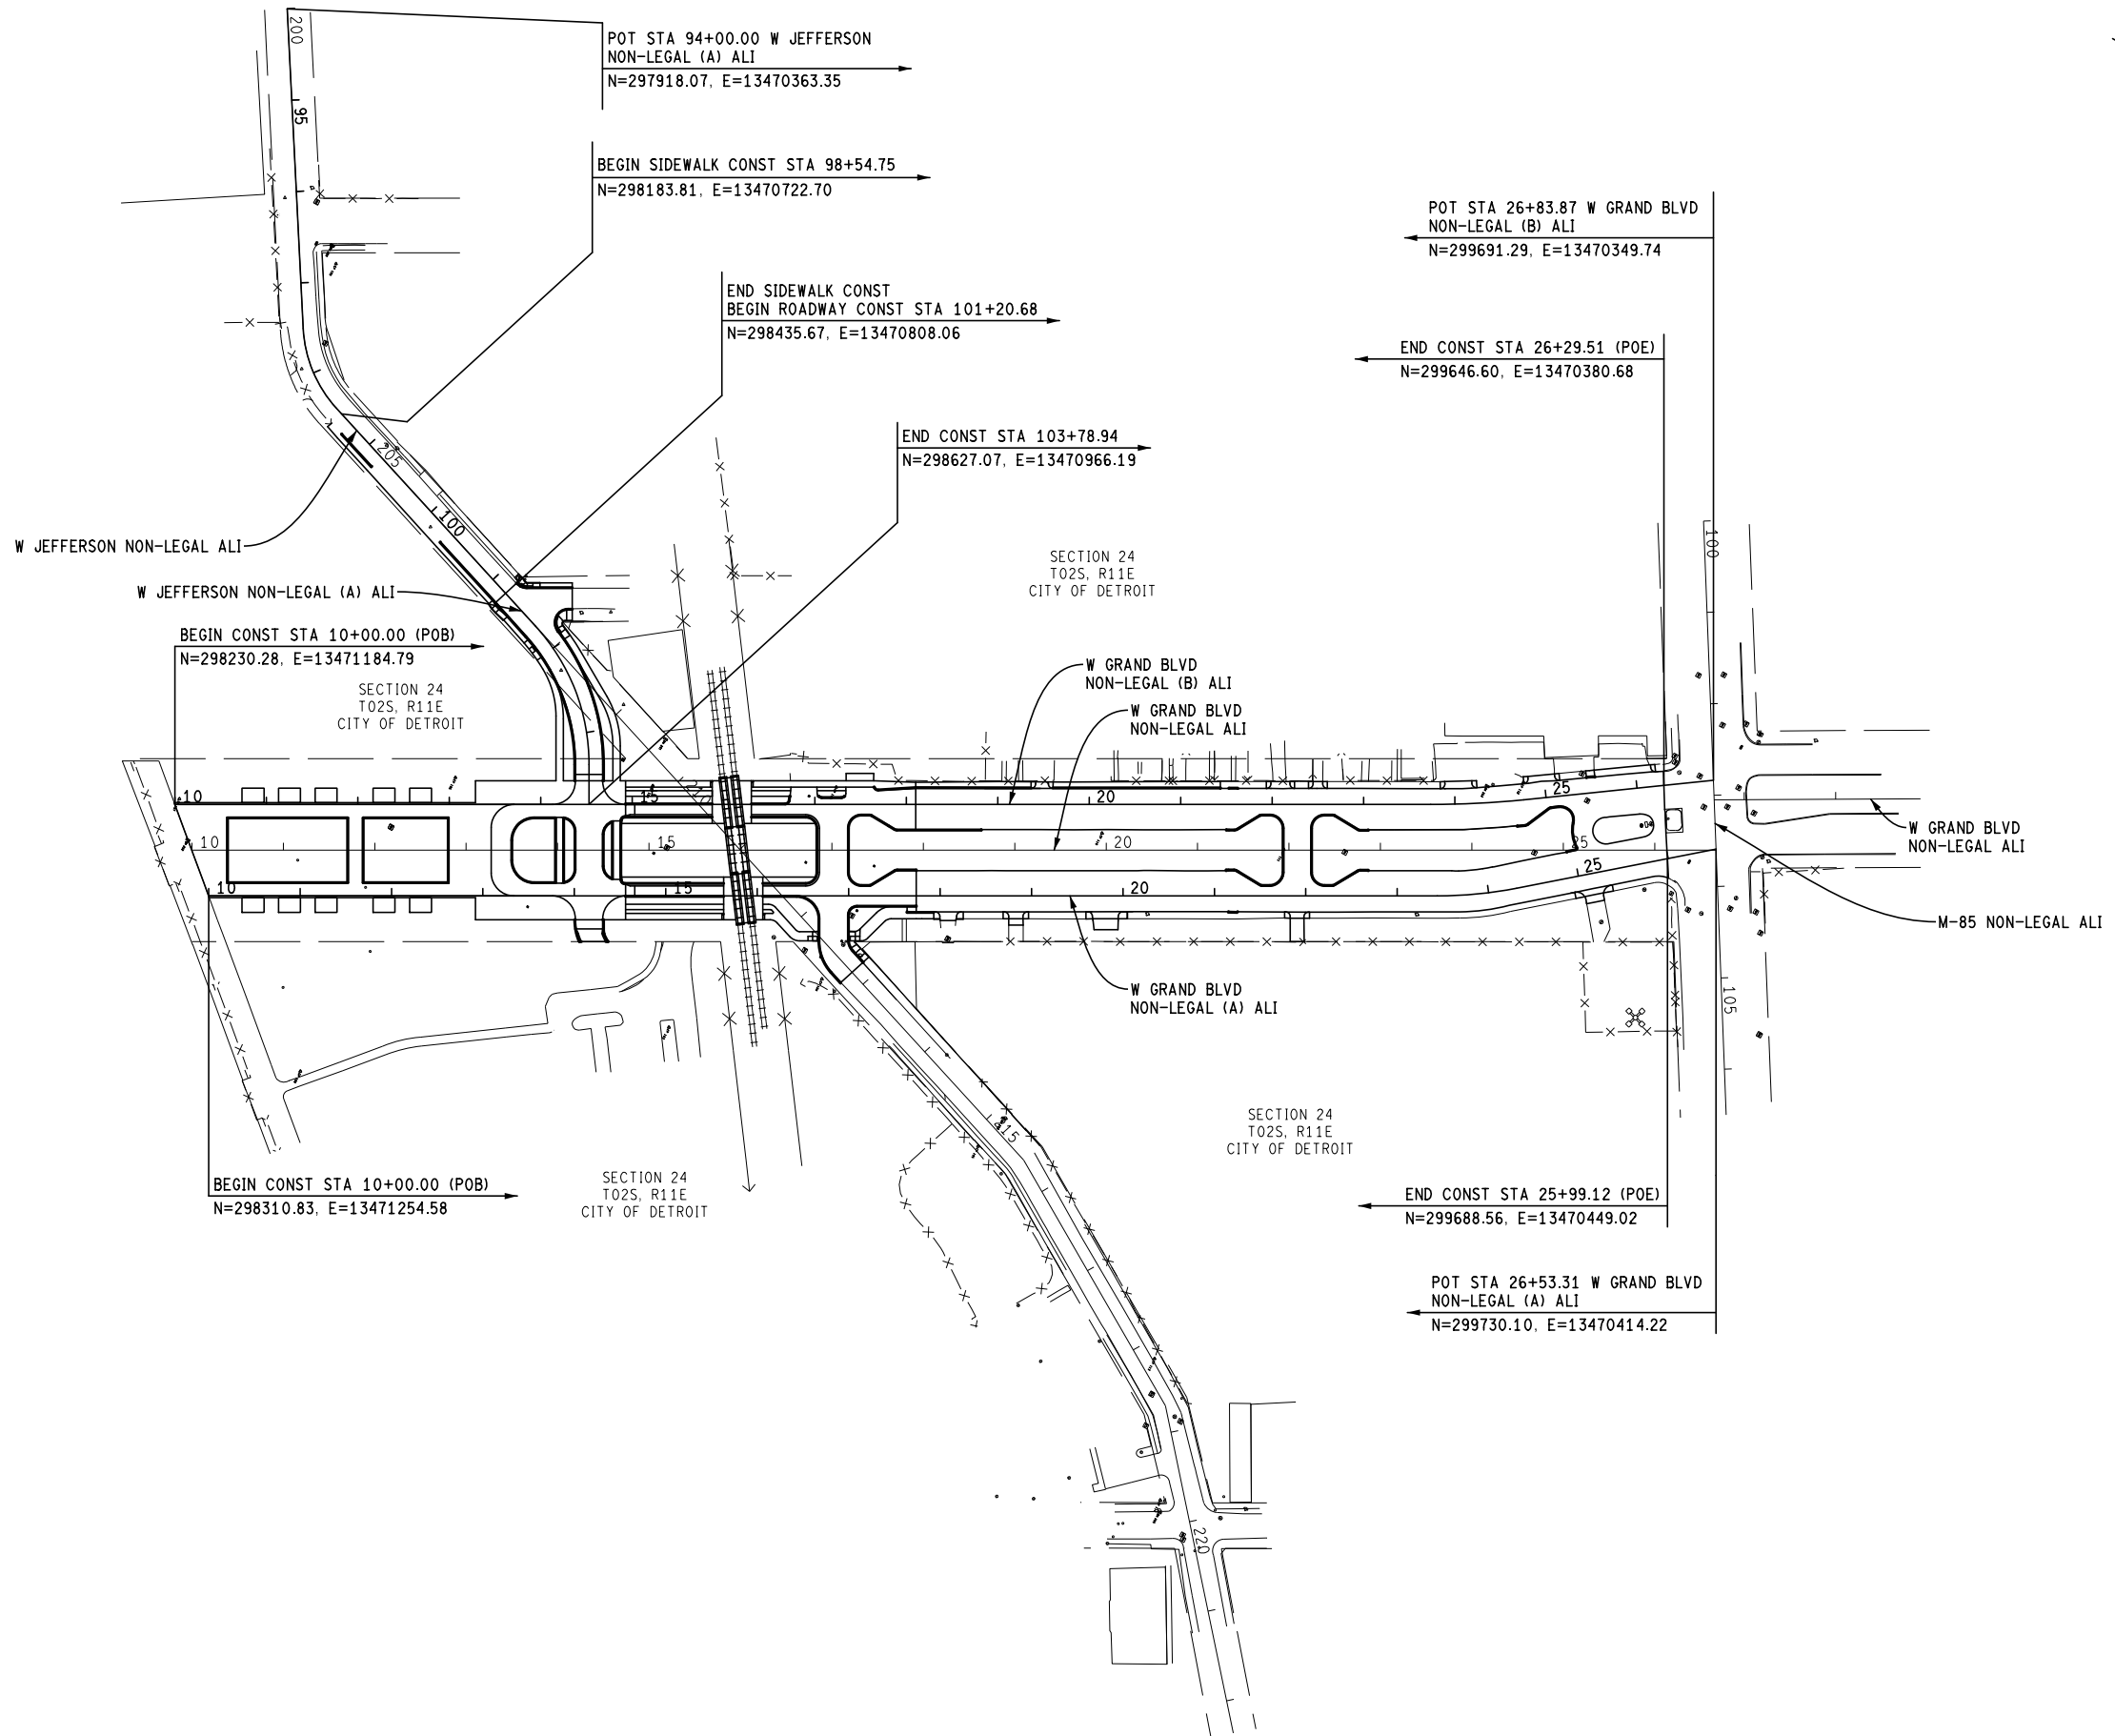 200
POT STA 94+00.00 W JEFFERSON
NON-LEGAL (A) ALI
N=297918.07, E=13470363.35
95
BEGIN SIDEWALK CONST STA 98+54.75
N=298183.81, E=13470722.70
POT STA 26+83.87 W GRAND BLVD
NON-LEGAL (B) ALI
N=299691.29, E=13470349.74
END SIDEWALK CONST
BEGIN ROADWAY CONST STA 101+20.68
N=298435.67, E=13470808.06
END CONST STA 26+29.51 (POE)
N=299646.60, E=13470380.68
END CONST STA 103+78.94
N=298627.07, E=13470966.19
205
100
W JEFFERSON NON-LEGAL ALI
100
SECTION 24
T02S, R11E
CITY OF DETROIT
W JEFFERSON NON-LEGAL (A) ALI
BEGIN CONST STA 10+00.00 (POB)
N=298230.28, E=13471184.79
SECTION 24
T02S, R11E
CITY OF DETROIT
W GRAND BLVD
NON-LEGAL (B) ALI
W GRAND BLVD
NON-LEGAL ALI
10
15
20
25
W GRAND BLVD
NON-LEGAL ALI
10
15
20
25
10
15
20
25
M-85 NON-LEGAL ALI
W GRAND BLVD
NON-LEGAL (A) ALI
105
SECTION 24
T02S, R11E
CITY OF DETROIT
215
BEGIN CONST STA 10+00.00 (POB)
N=298310.83, E=13471254.58
SECTION 24
T02S, R11E
CITY OF DETROIT
END CONST STA 25+99.12 (POE)
N=299688.56, E=13470449.02
POT STA 26+53.31 W GRAND BLVD
NON-LEGAL (A) ALI
N=299730.10, E=13470414.22
220